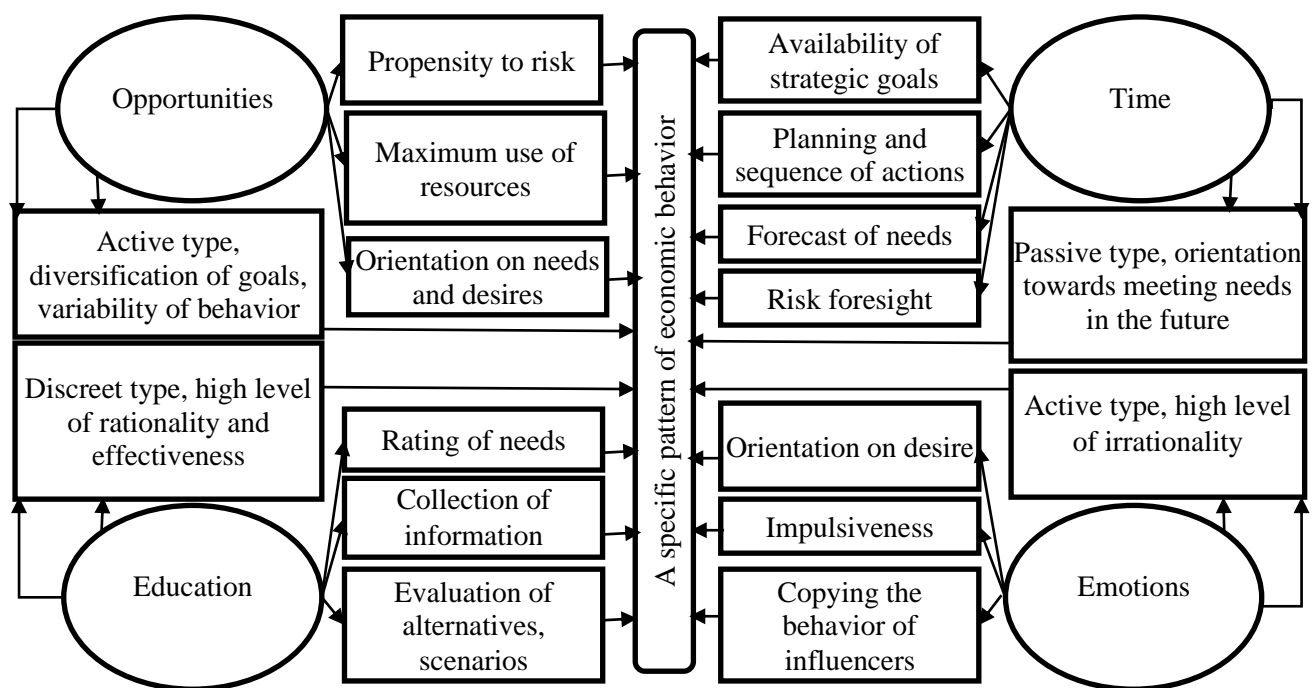 Opportunities
Propensity to risk
Maximum use of
resources
Orientation on needs
and desires
Active type,
diversification of goals,
variability of behavior
Discreet type, high level
of rationality and
effectiveness
Education
Rating of needs
Collection of
information
Evaluation of
alternatives,
scenarios
A specific pattern of economic behavior
Availability of
strategic goals
Planning and
sequence of actions
Forecast of needs
Risk foresight
Time
Passive type, orientation
towards meeting needs
in the future
Active type, high level
of irrationality
Orientation on desire
Impulsiveness
Copying the
behavior of
influencers
Emotions